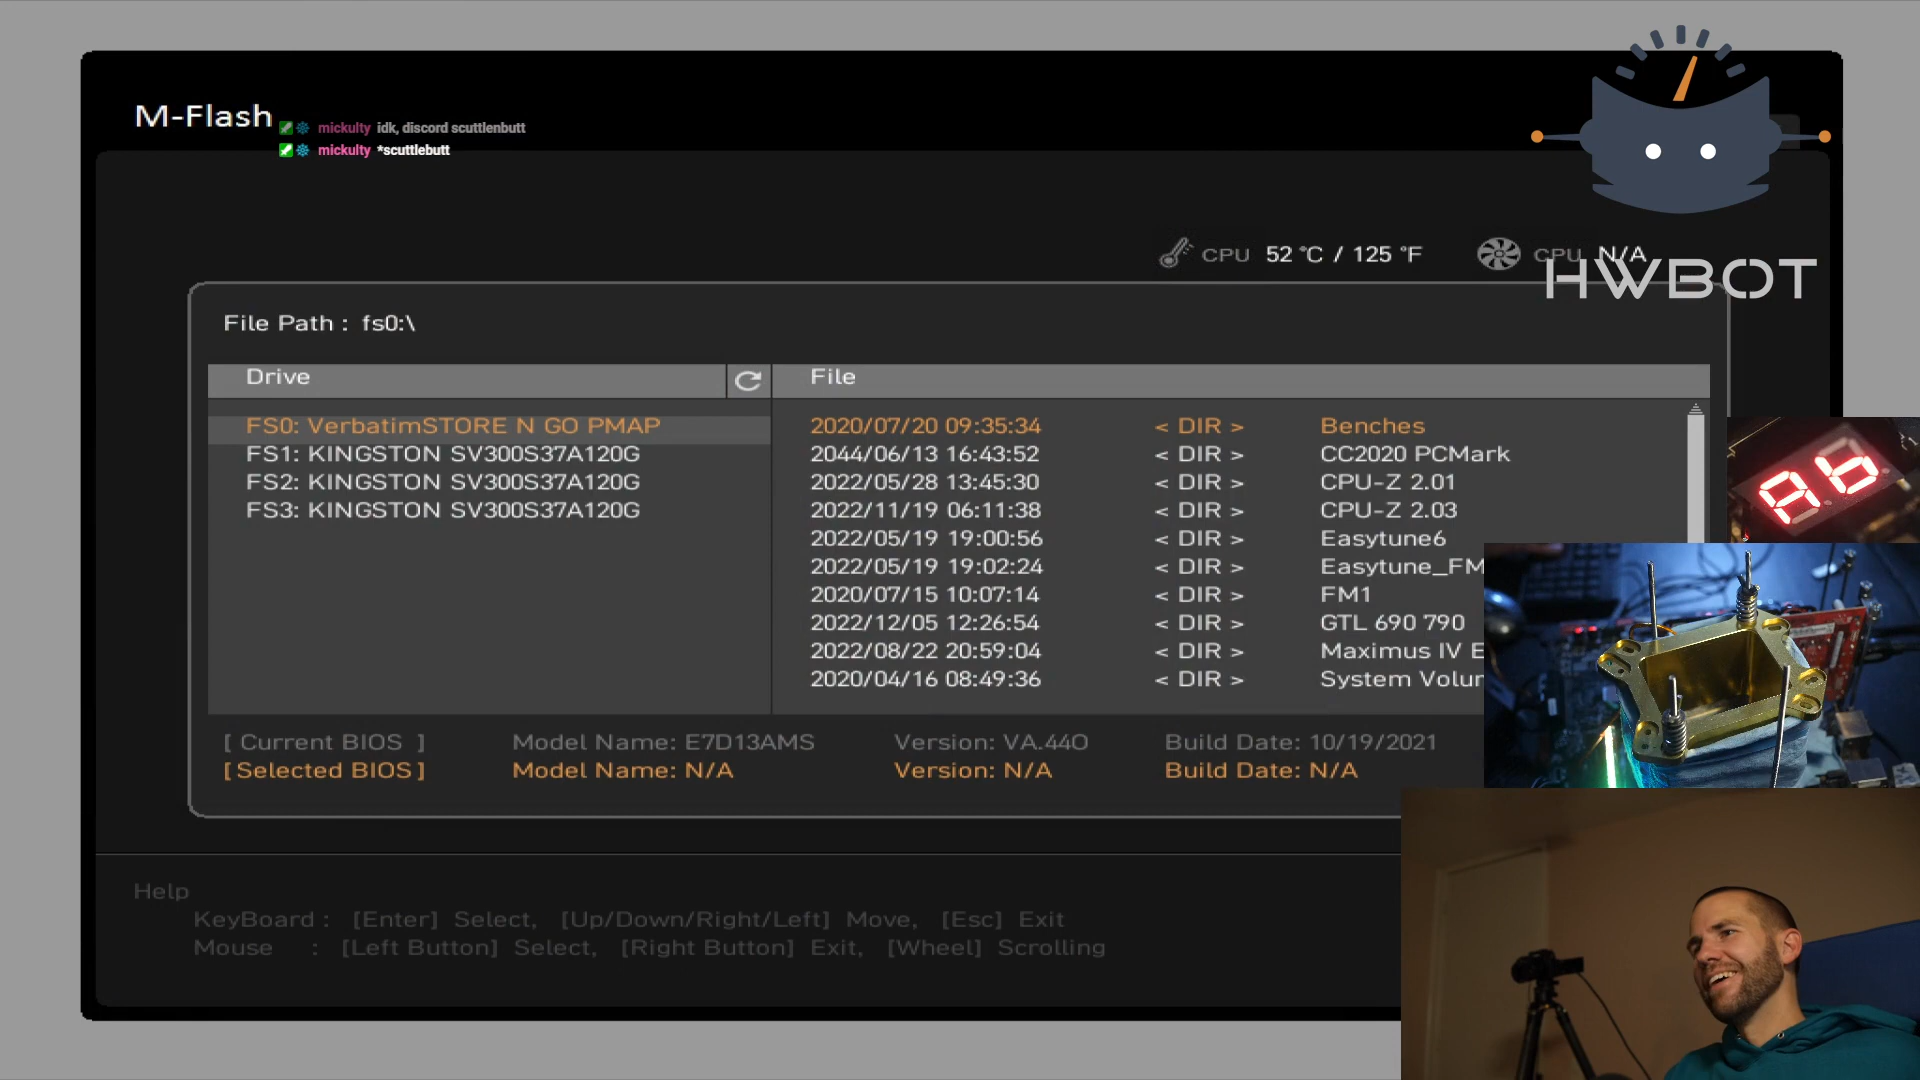 M-Flash
mickulty idk, discord scuttlenbutt
mickulty *scuttlebutt
CPU 52 °C / 125 °F CPU N/A
HWBOT
File Path : fs0:\
Drive File
FS0: VerbatimSTORE N GO PMAP 2020/07/20 09:35:34 < DIR > Benches
FS1: KINGSTON SV300S37A120G 2044/06/13 16:43:52 < DIR > CC2020 PCMark
FS2: KINGSTON SV300S37A120G 2022/05/28 13:45:30 < DIR > CPU-Z 2.01
FS3: KINGSTON SV300S37A120G 2022/11/19 06:11:38 < DIR > CPU-Z 2.03
2022/05/19 19:00:56 < DIR > Easytune6
2022/05/19 19:02:24 < DIR > Easytune_FM
2020/07/15 10:07:14 < DIR > FM1
2022/12/05 12:26:54 < DIR > GTL 690 790
2022/08/22 20:59:04 < DIR > Maximus IV E
2020/04/16 08:49:36 < DIR > System Volu
[ Current BIOS ] Model Name: E7D13AMS Version: VA.44O Build Date: 10/19/2021
[Selected BIOS] Model Name: N/A Version: N/A Build Date: N/A
Help
KeyBoard : [Enter] Select, [Up/Down/Right/Left] Move, [Esc] Exit
Mouse : [Left Button] Select, [Right Button] Exit, [Wheel] Scrolling